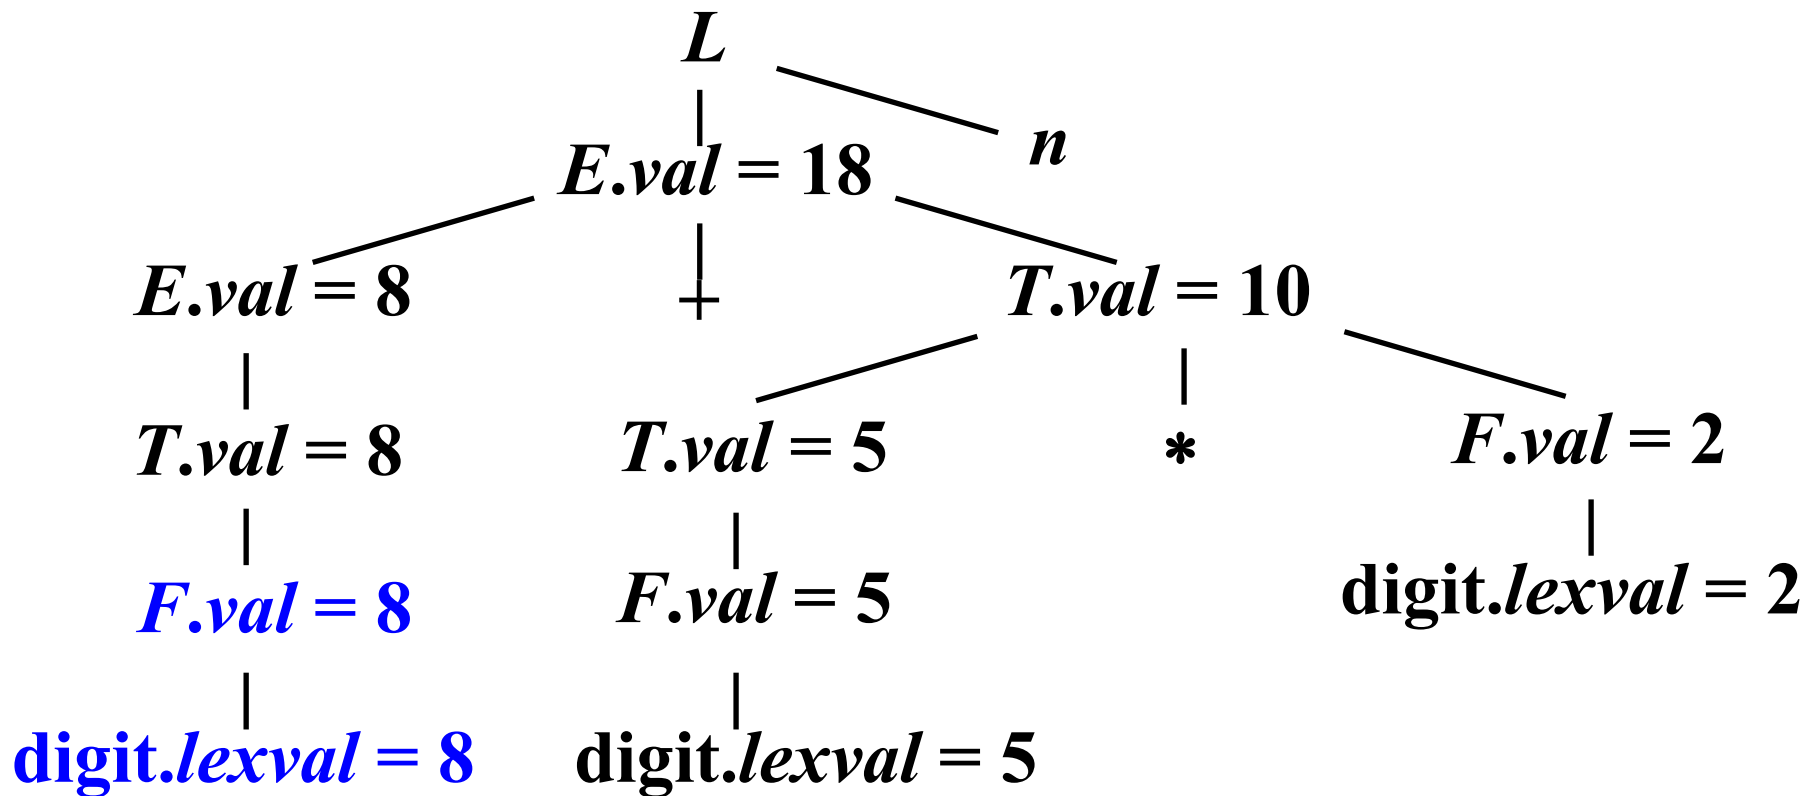 L
n
E.val = 18
E.val = 8 + T.val = 10
T.val = 8 T.val = 5 * F.val = 2
F.val = 8 F.val = 5 digit.lexval = 2
digit.lexval = 8 digit.lexval = 5